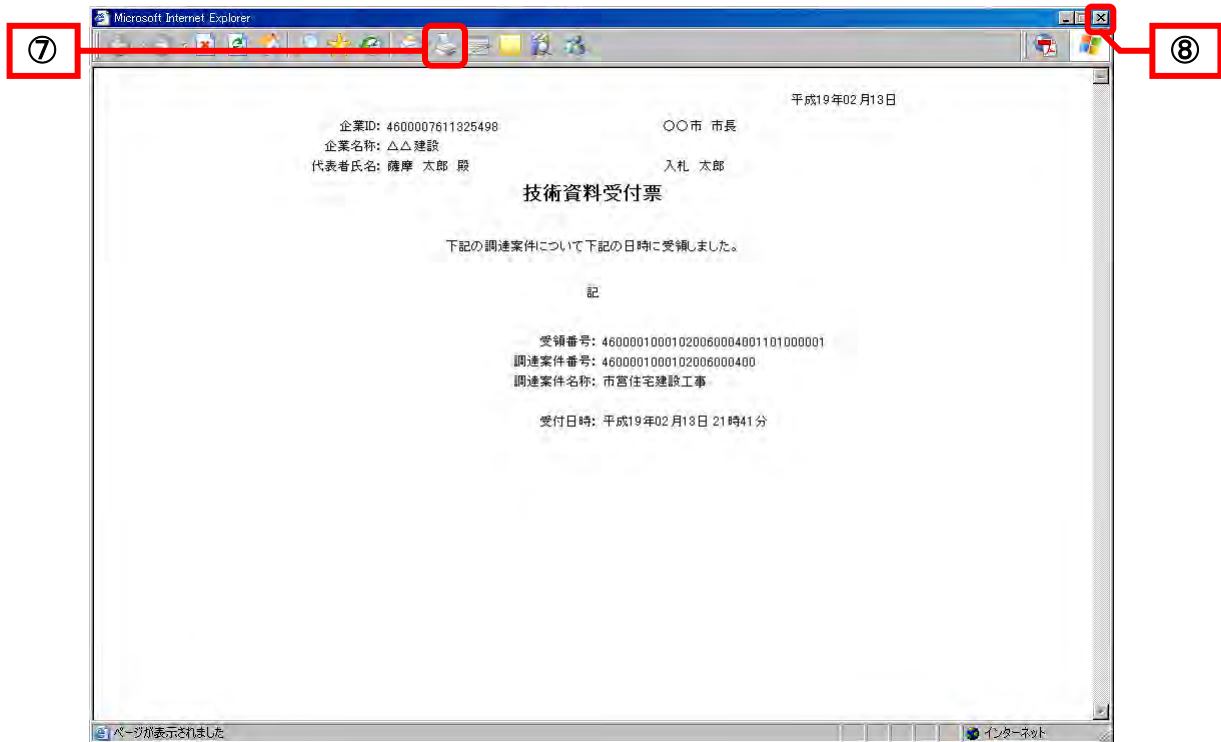 Microsoft Internet Explorer
⑦
⑧
平成19年02月13日
企業ID: 4600007611325498 〇〇市 市長
企業名称: △△建設
代表者氏名: 薩摩 太郎 殿 入札 太郎
技術資料受付票
下記の調達案件について下記の日時に受領しました。
記
受領番号: 46000010001020060004001101000001
調達案件番号: 4600001000102006000400
調達案件名称: 市営住宅建設工事
受付日時: 平成19年02月13日 21時41分
ページが表示されました
インターネット